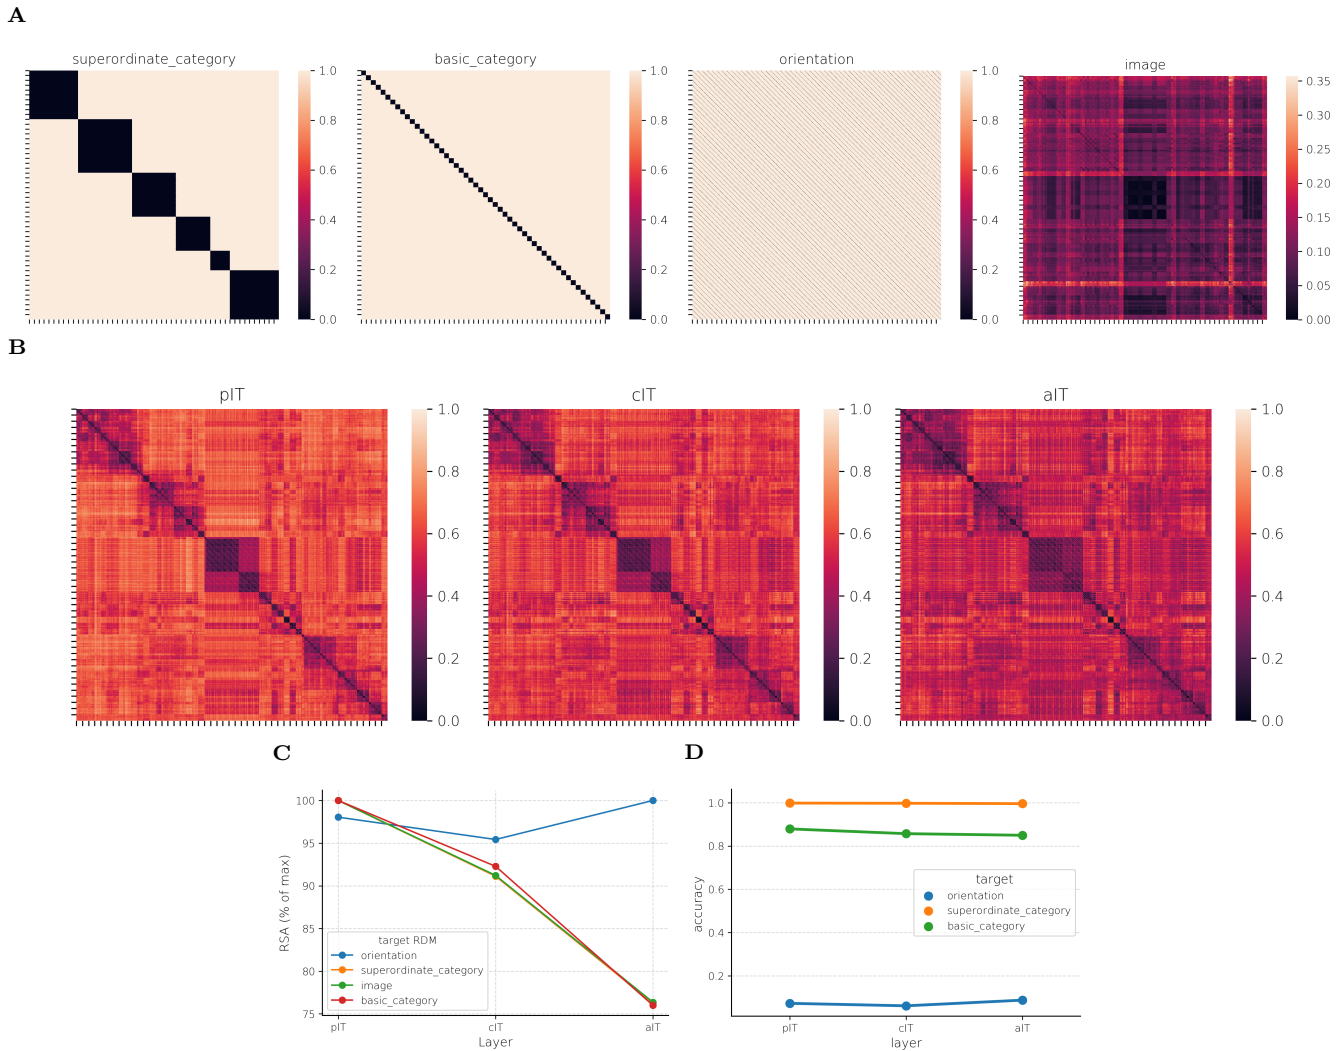 A
superordinate_category
basic_category
orientation
image
1.0
0.8
0.6
0.4
0.2
0.0
1.0
0.8
0.6
0.4
0.2
0.0
1.0
0.8
0.6
0.4
0.2
0.0
0.35
0.30
0.25
0.20
0.15
0.10
0.05
0.00
B
pIT
cIT
aIT
1.0
0.8
0.6
0.4
0.2
0.0
1.0
0.8
0.6
0.4
0.2
0.0
1.0
0.8
0.6
0.4
0.2
0.0
C
RSA (% of max)
100
95
90
85
80
75
target RDM
orientation
superordinate_category
image
basic_category
pIT
cIT
aIT
Layer
D
accuracy
1.0
0.8
0.6
0.4
0.2
target
orientation
superordinate_category
basic_category
pIT
cIT
aIT
layer